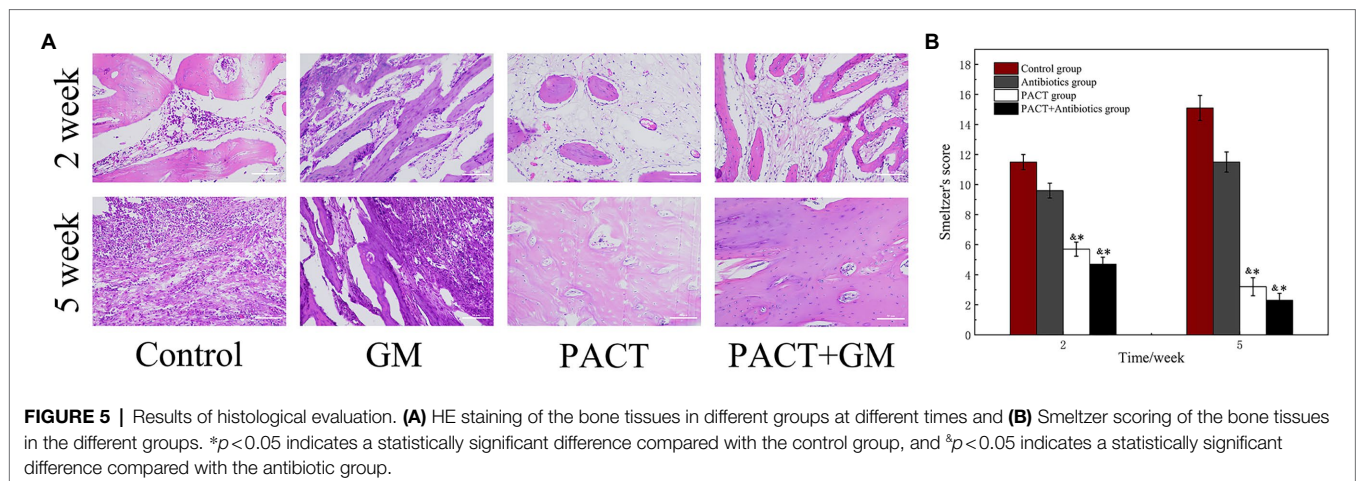 A
2 week
5 week
Control GM PACT PACT+GM
B
Control group
Antibiotics group
PACT group
PACT+Antibiotics group
Smeltzer's score
18
16
14
12
10
8
6
4
2
0
&* &*
&* &*
2 5
Time/week
FIGURE 5 | Results of histological evaluation. (A) HE staining of the bone tissues in different groups at different times and (B) Smeltzer scoring of the bone tissues
in the different groups. *p<0.05 indicates a statistically significant difference compared with the control group, and &p<0.05 indicates a statistically significant
difference compared with the antibiotic group.